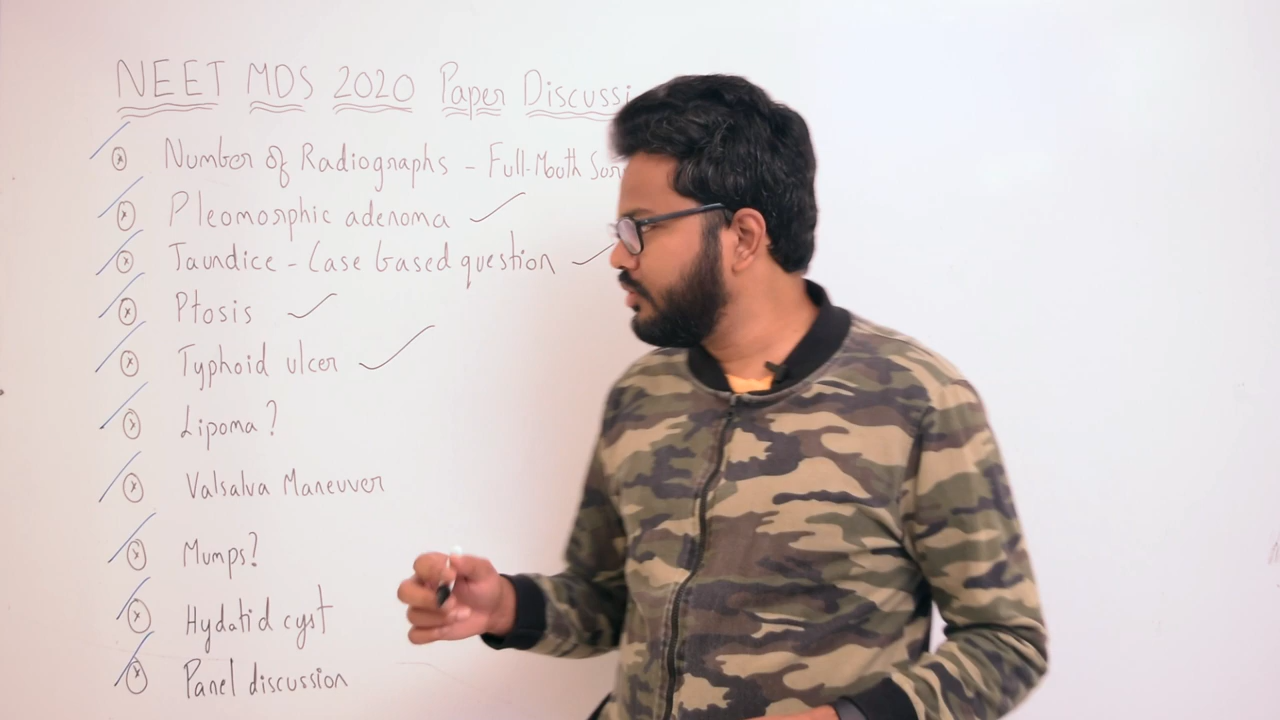 NEET MDS 2020 Paper Discussi
Number of Radiographs - Full-Mouth Sur
Pleomorphic adenoma
Jaundice - Case based question
Ptosis
Typhoid ulcer
Lipoma?
Valsalva Maneuver
Mumps?
Hydatid cyst
Panel discussion